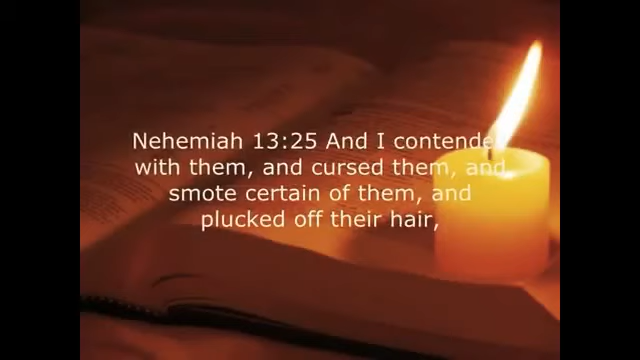 Nehemiah 13:25 And I contended
with them, and cursed them, and
smote certain of them, and
plucked off their hair,